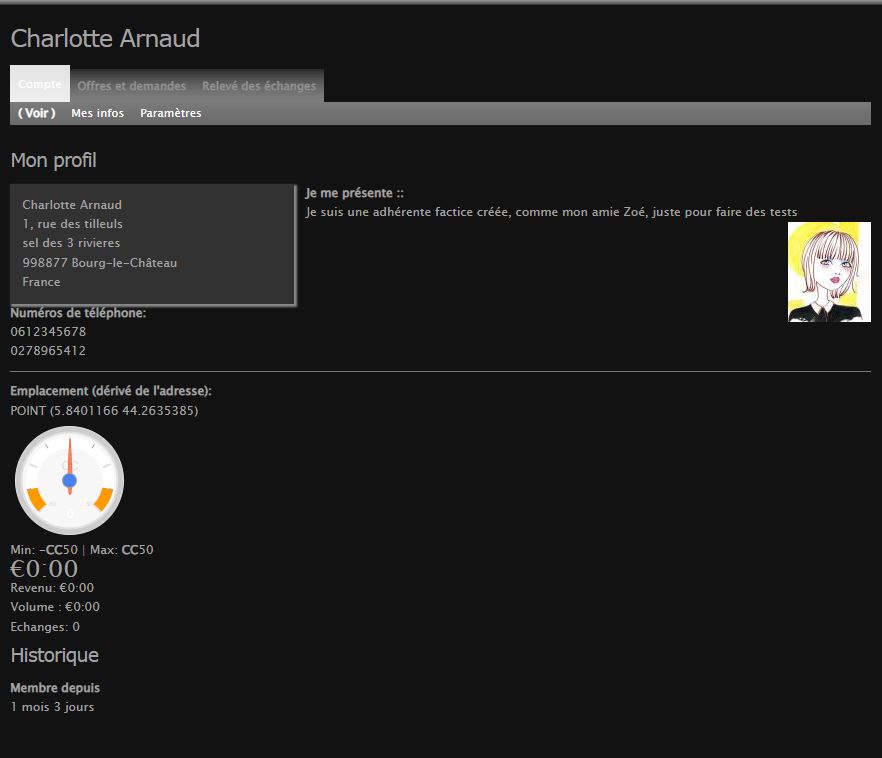 Charlotte Arnaud
Compte
Offres et demandes
Relevé des échanges
( Voir )
Mes infos
Paramètres
Mon profil
Charlotte Arnaud
1, rue des tilleuls
sel des 3 rivieres
998877 Bourg-le-Château
France
Je me présente ::
Je suis une adhérente factice créée, comme mon amie Zoé, juste pour faire des tests
Numéros de téléphone:
0612345678
0278965412
Emplacement (dérivé de l'adresse):
POINT (5.8401166 44.2635385)
CC
0
Min: -CC50 | Max: CC50
€0:00
Revenu: €0:00
Volume : €0:00
Echanges: 0
Historique
Membre depuis
1 mois 3 jours